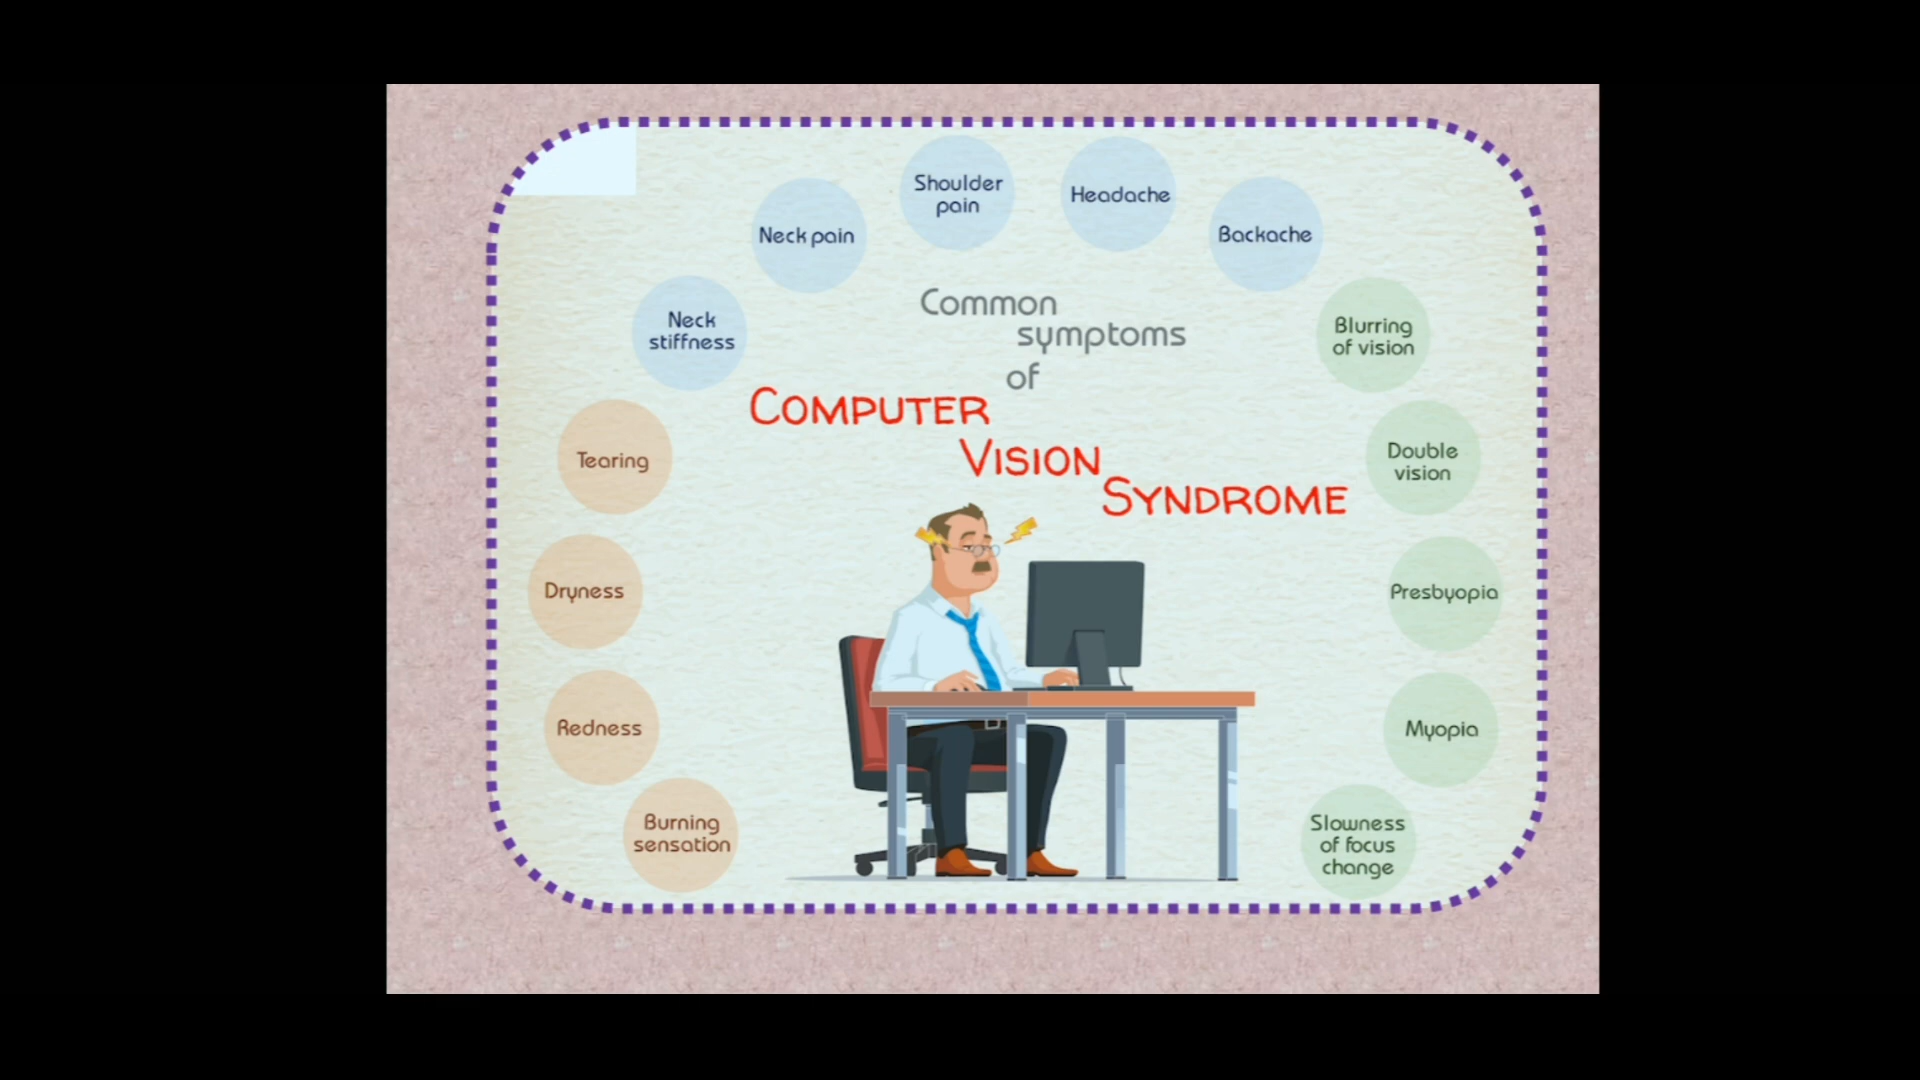 Common
symptoms
of
COMPUTER
VISION
SYNDROME
Neck
stiffness
Neck pain
Shoulder
pain
Headache
Backache
Blurring
of vision
Double
vision
Presbyopia
Myopia
Slowness
of focus
change
Tearing
Dryness
Redness
Burning
sensation